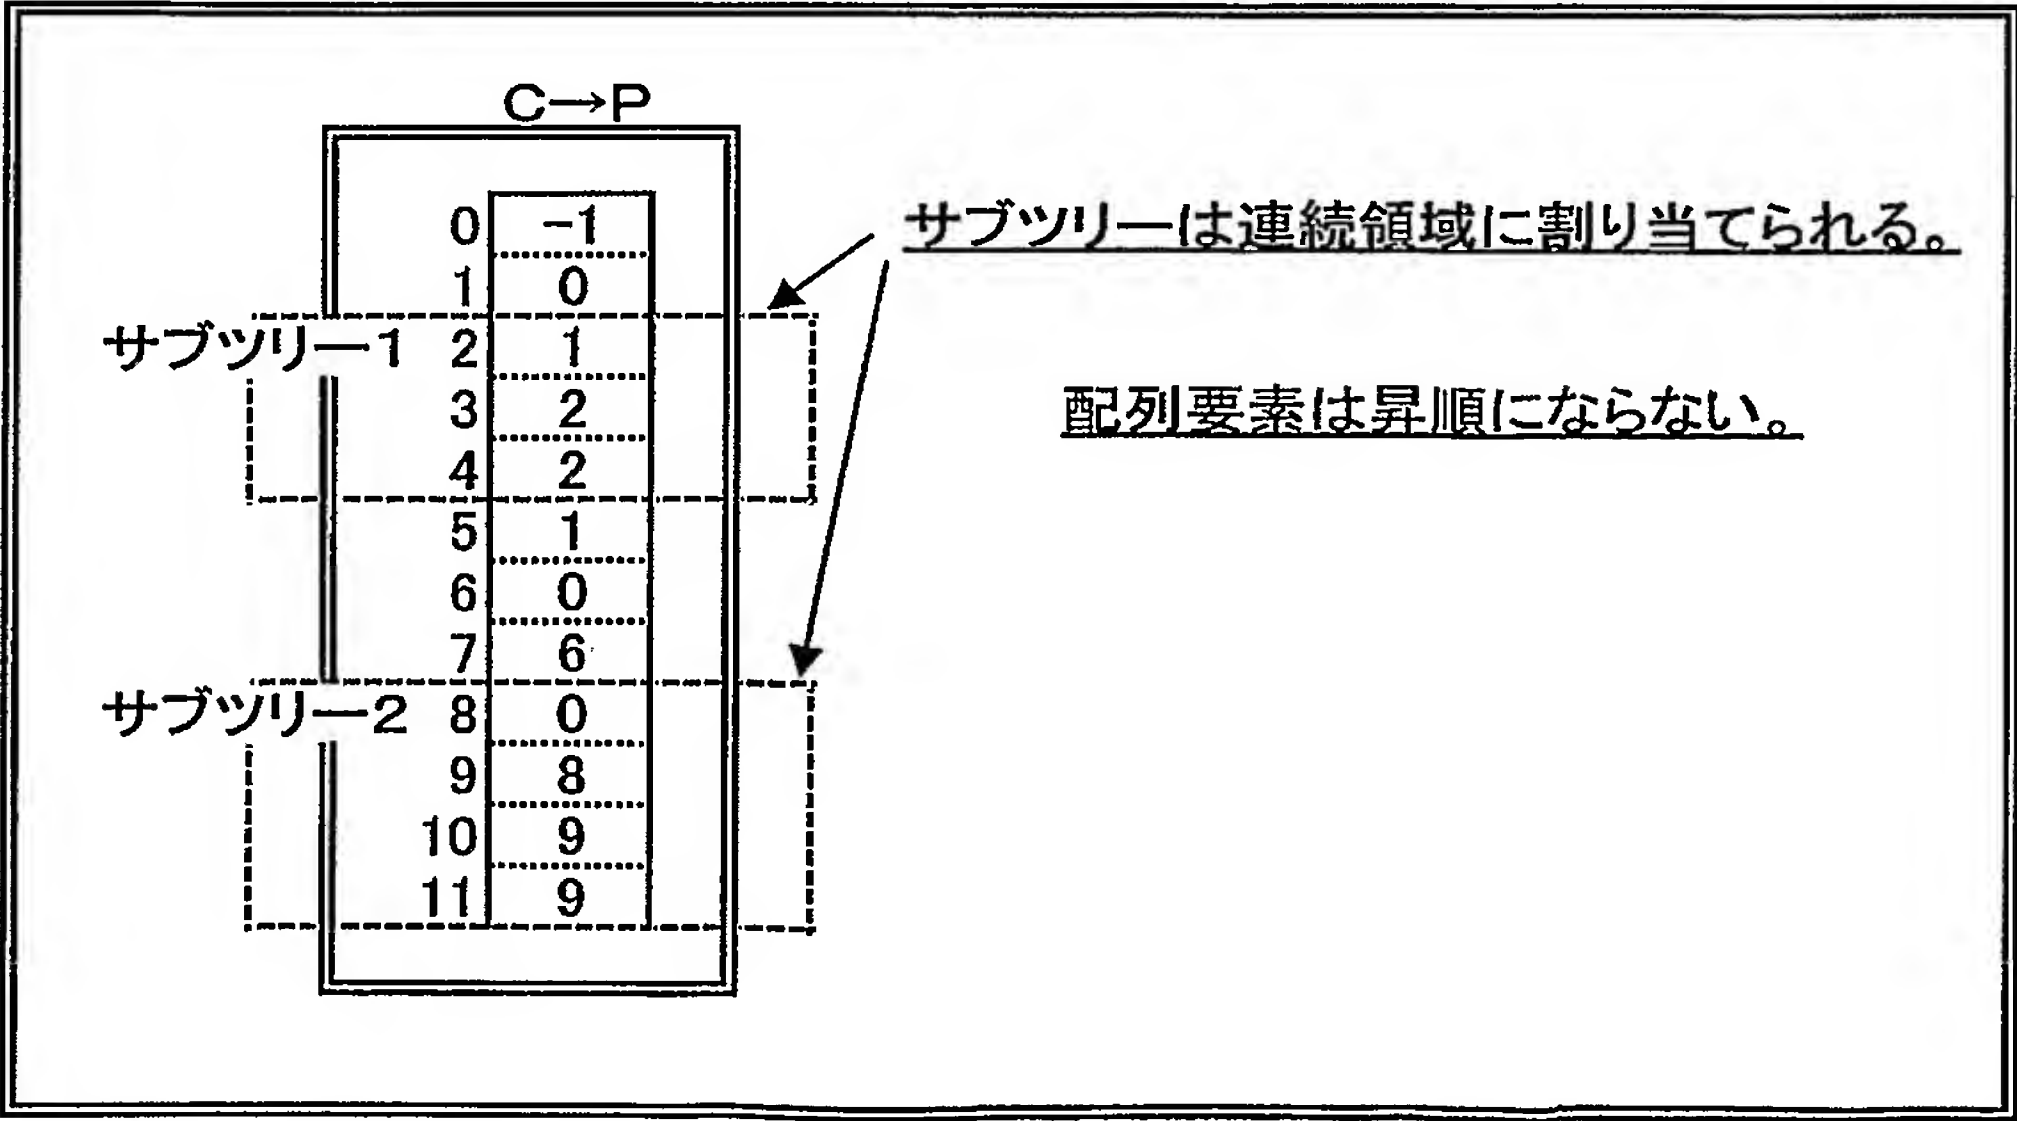 C→P
0 -1
サブツリーは連続領域に割り当てられる。
1 0
サブツリー1 2 1
3 2
配列要素は昇順にならない。
4 2
5 1
6 0
7 6
サブツリー2 8 0
9 8
10 9
11 9